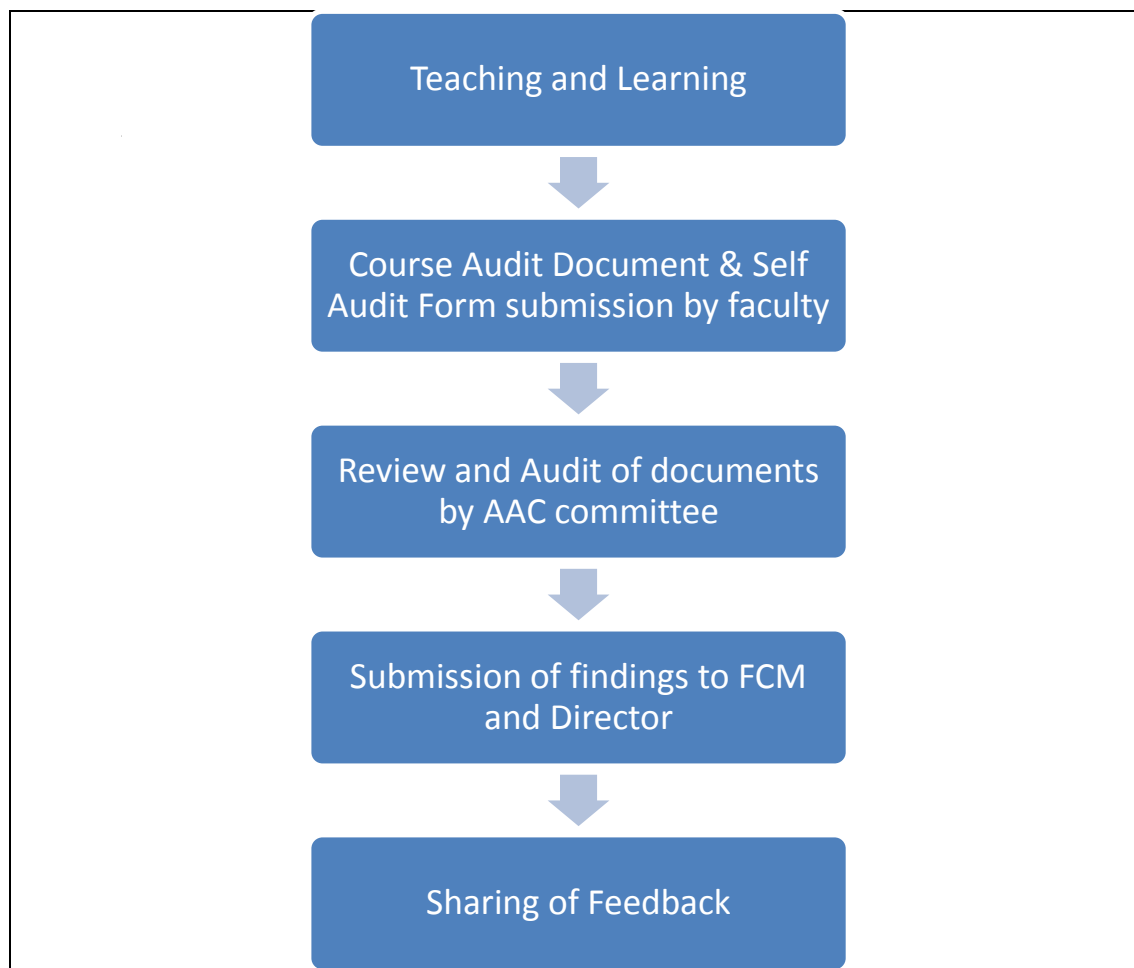 Teaching and Learning
Course Audit Document & Self
Audit Form submission by faculty
Review and Audit of documents
by AAC committee
Submission of findings to FCM
and Director
Sharing of Feedback